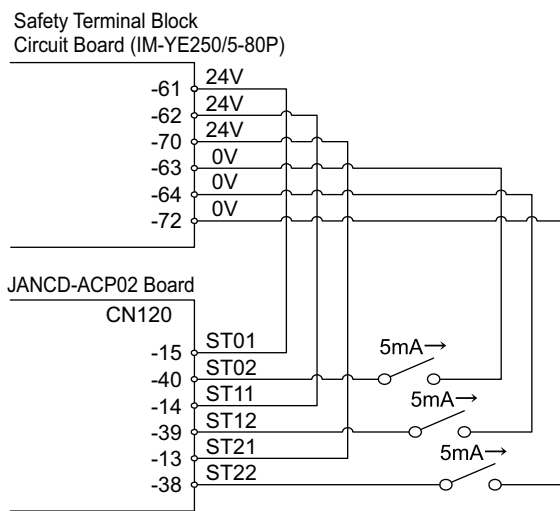 Safety Terminal Block
Circuit Board (IM-YE250/5-80P)
-61 24V
-62 24V
-70 24V
-63 0V
-64 0V
-72 0V
JANCD-ACP02 Board
CN120
-15 ST01
-40 ST02 5mA→
-14 ST11
-39 ST12 5mA→
-13 ST21
-38 ST22 5mA→